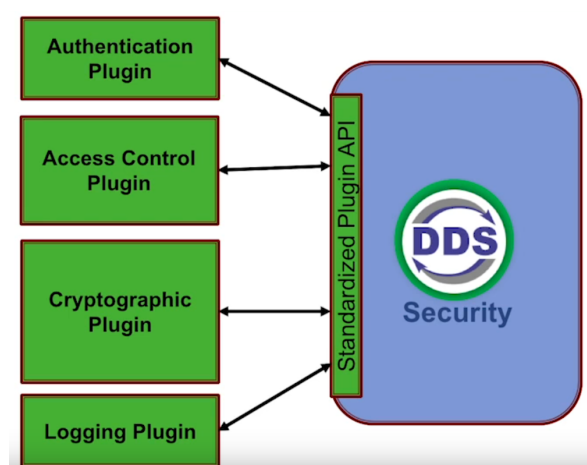 Authentication
Plugin
Access Control
Plugin
Cryptographic
Plugin
Logging Plugin
Standardized Plugin API
DDS
Security